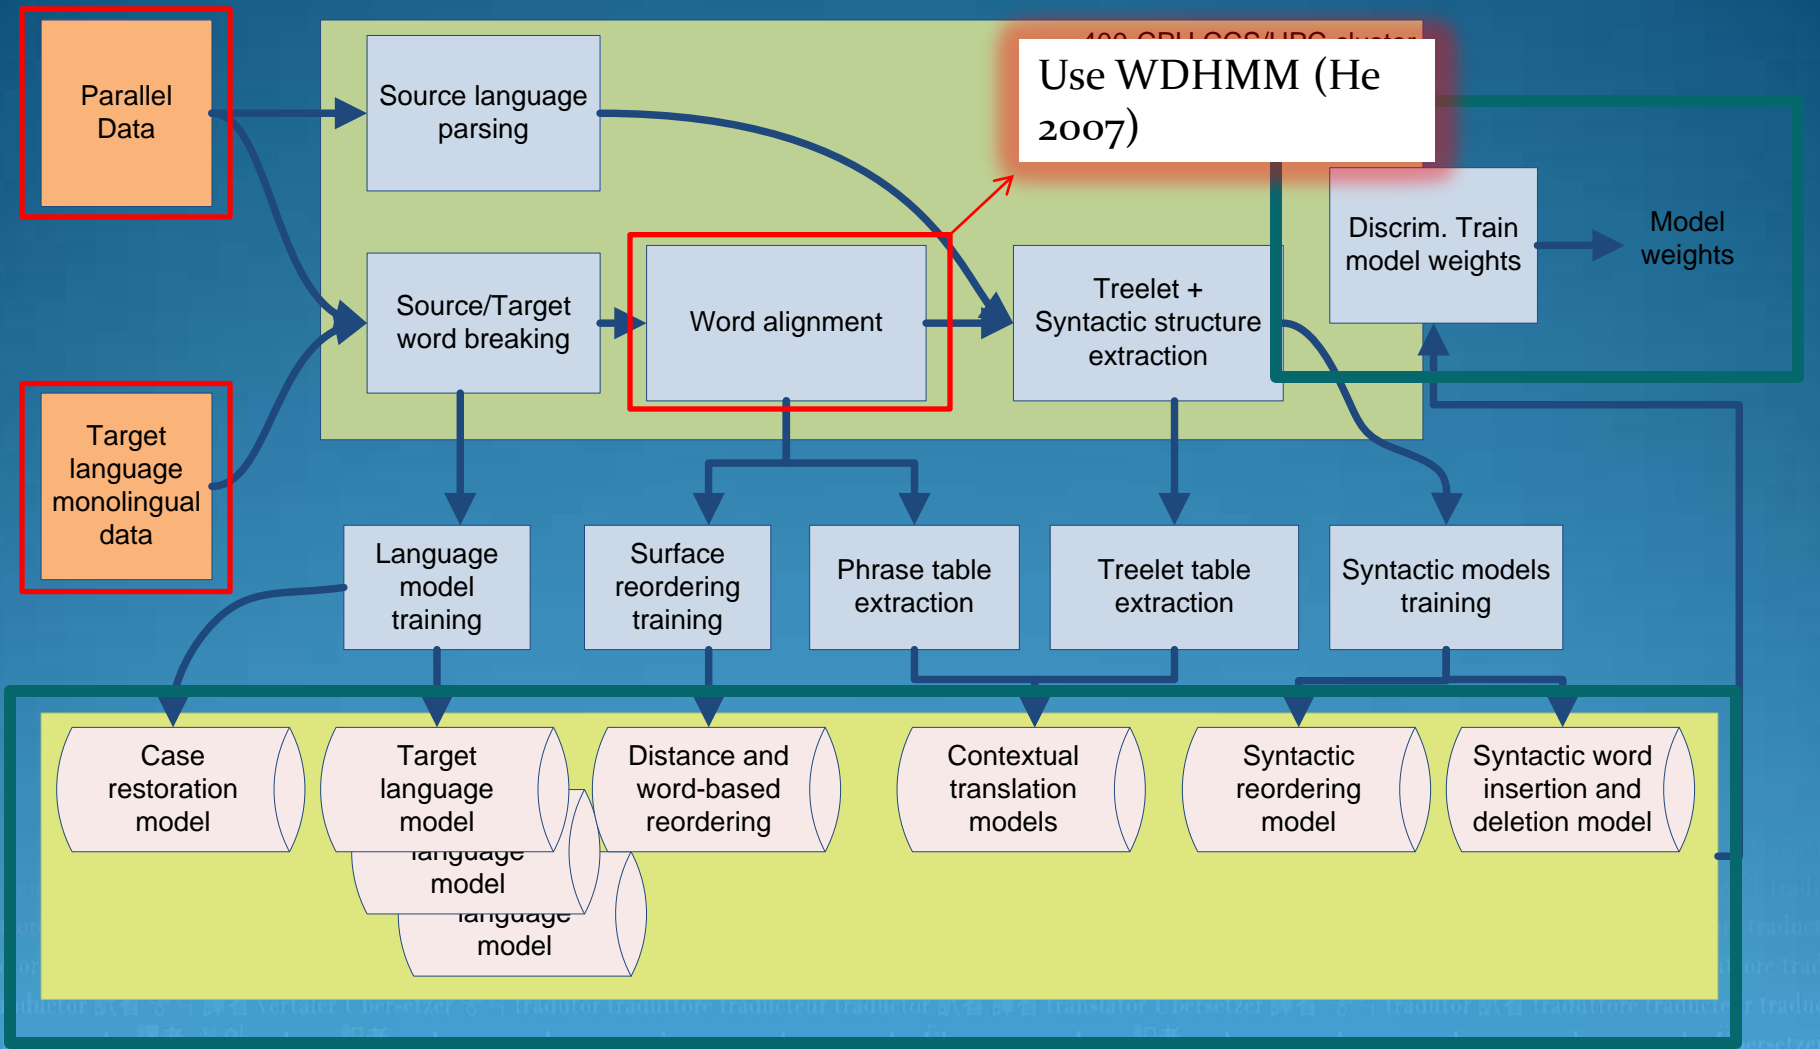 Parallel
Data
Source language
parsing
Use WDHMM (He
2007)
Discrim. Train
model weights
Model
weights
Source/Target
word breaking
Word alignment
Treelet +
Syntactic structure
extraction
Target
language
monolingual
data
Language
model
training
Surface
reordering
training
Phrase table
extraction
Treelet table
extraction
Syntactic models
training
Case
restoration
model
Target
language
model
language
model
language
model
Distance and
word-based
reordering
Contextual
translation
models
Syntactic
reordering
model
Syntactic word
insertion and
deletion model